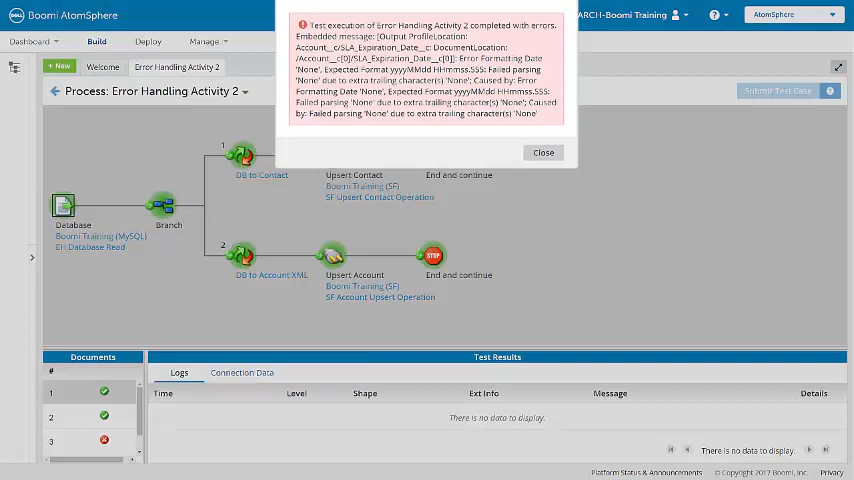 DELL Boomi AtomSphere
ARCH-Boomi Training
AtomSphere
Dashboard
Build
Deploy
Manage
+ New
Welcome
Error Handling Activity 2
Process: Error Handling Activity 2
Submit Test Case
Test execution of Error Handling Activity 2 completed with errors.
Embedded message: [Output ProfileLocation:
Account__c/SLA_Expiration_Date__c: DocumentLocation:
/Account__c[0]/SLA_Expiration_Date__c[0]]: Error Formatting Date
'None', Expected Format yyyyMMdd HHmmss.SSS: Failed parsing
'None' due to extra trailing character(s) 'None'; Caused by: Error
Formatting Date 'None', Expected Format yyyyMMdd HHmmss.SSS:
Failed parsing 'None' due to extra trailing character(s) 'None'; Caused
by: Failed parsing 'None' due to extra trailing character(s) 'None'
Close
1
DB to Contact
Upsert Contact
Boomi Training (SF)
SF Upsert Contact Operation
End and continue
Database
Boomi Training (MySQL)
EH Database Read
Branch
2
DB to Account XML
Upsert Account
Boomi Training (SF)
SF Account Upsert Operation
STOP
End and continue
Documents
Test Results
#
Logs
Connection Data
1
2
3
Time
Level
Shape
Ext Info
Message
Details
There is no data to display.
There is no data to display.
Platform Status & Announcements
© Copyright 2017 Boomi, Inc.
Privacy